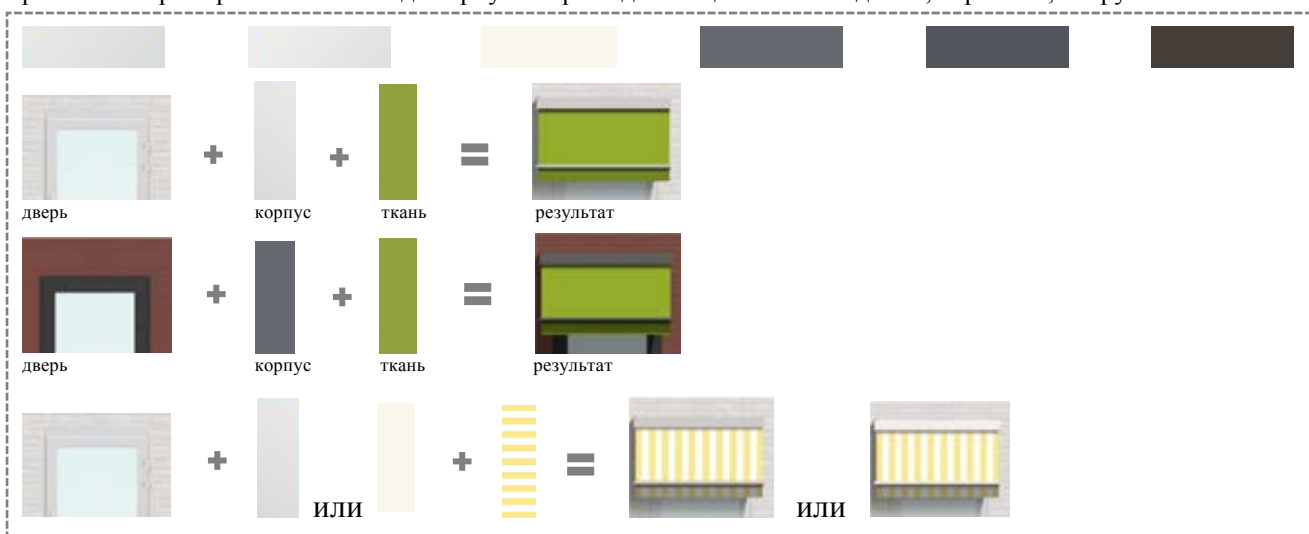 дверь корпус ткань результат
дверь корпус ткань результат
или или